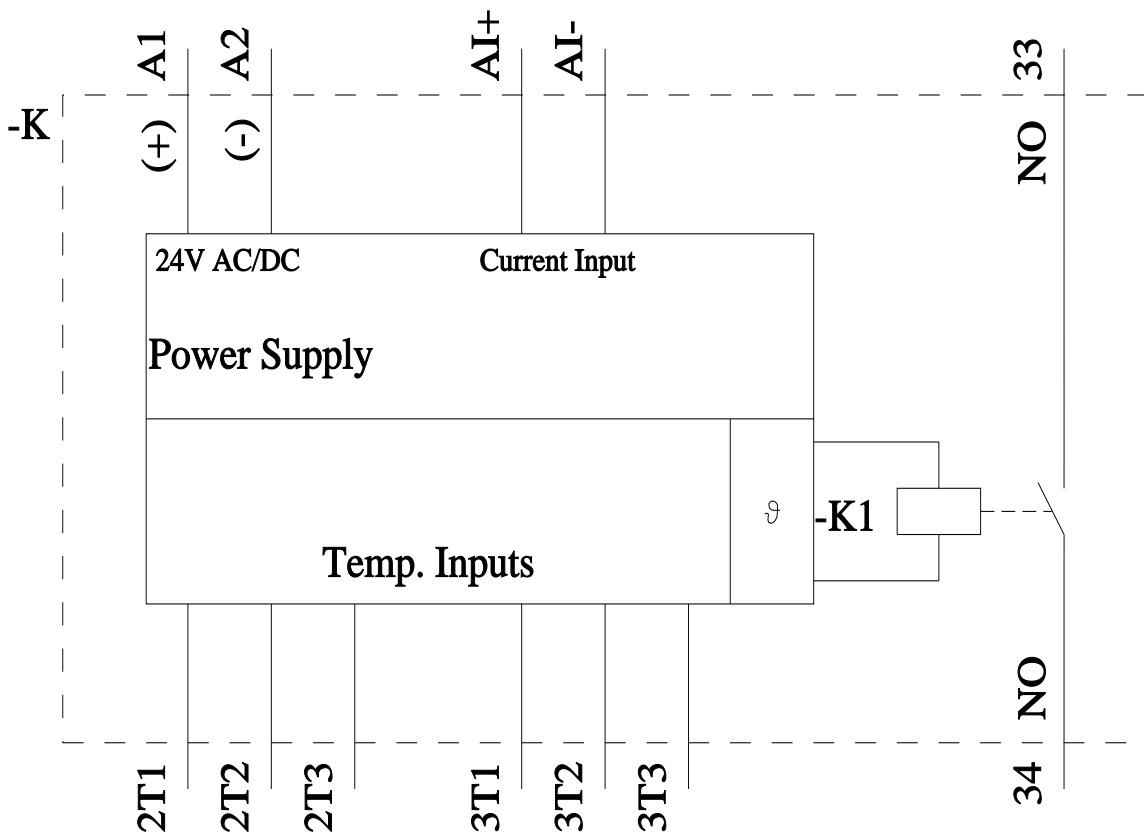 A1
A2
AI+
AI-
33
-K
(+)
(-)
NO
24V AC/DC
Current Input
Power Supply
ϑ
-K1
Temp. Inputs
NO
2T1
2T2
2T3
3T1
3T2
3T3
34